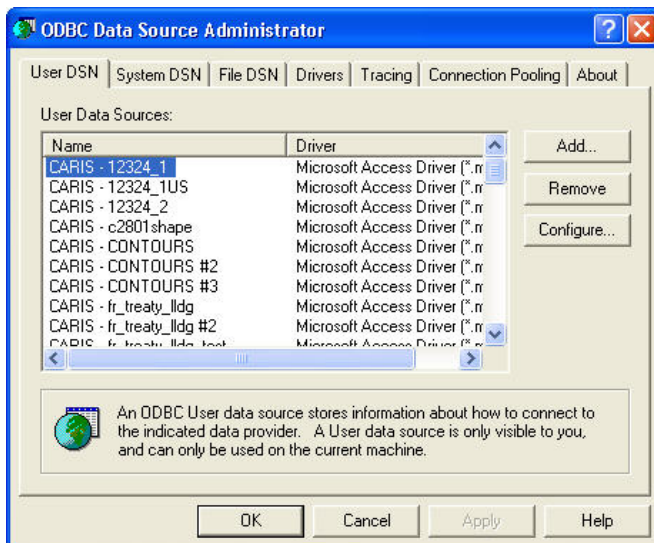 ODBC Data Source Administrator
User DSN System DSN File DSN Drivers Tracing Connection Pooling About
User Data Sources:
Name Driver
CARIS - 12324_1 Microsoft Access Driver (*.m
CARIS - 12324_1US Microsoft Access Driver (*.m
CARIS - 12324_2 Microsoft Access Driver (*.m
CARIS - c2801shape Microsoft Access Driver (*.m
CARIS - CONTOURS Microsoft Access Driver (*.m
CARIS - CONTOURS #2 Microsoft Access Driver (*.m
CARIS - CONTOURS #3 Microsoft Access Driver (*.m
CARIS - fr_treaty_lldg Microsoft Access Driver (*.m
CARIS - fr_treaty_lldg #2 Microsoft Access Driver (*.m
CARIS - fr_treaty_lldg_test Microsoft Access Driver (*.m
Add...
Remove
Configure...
An ODBC User data source stores information about how to connect to
the indicated data provider. A User data source is only visible to you,
and can only be used on the current machine.
OK Cancel Apply Help